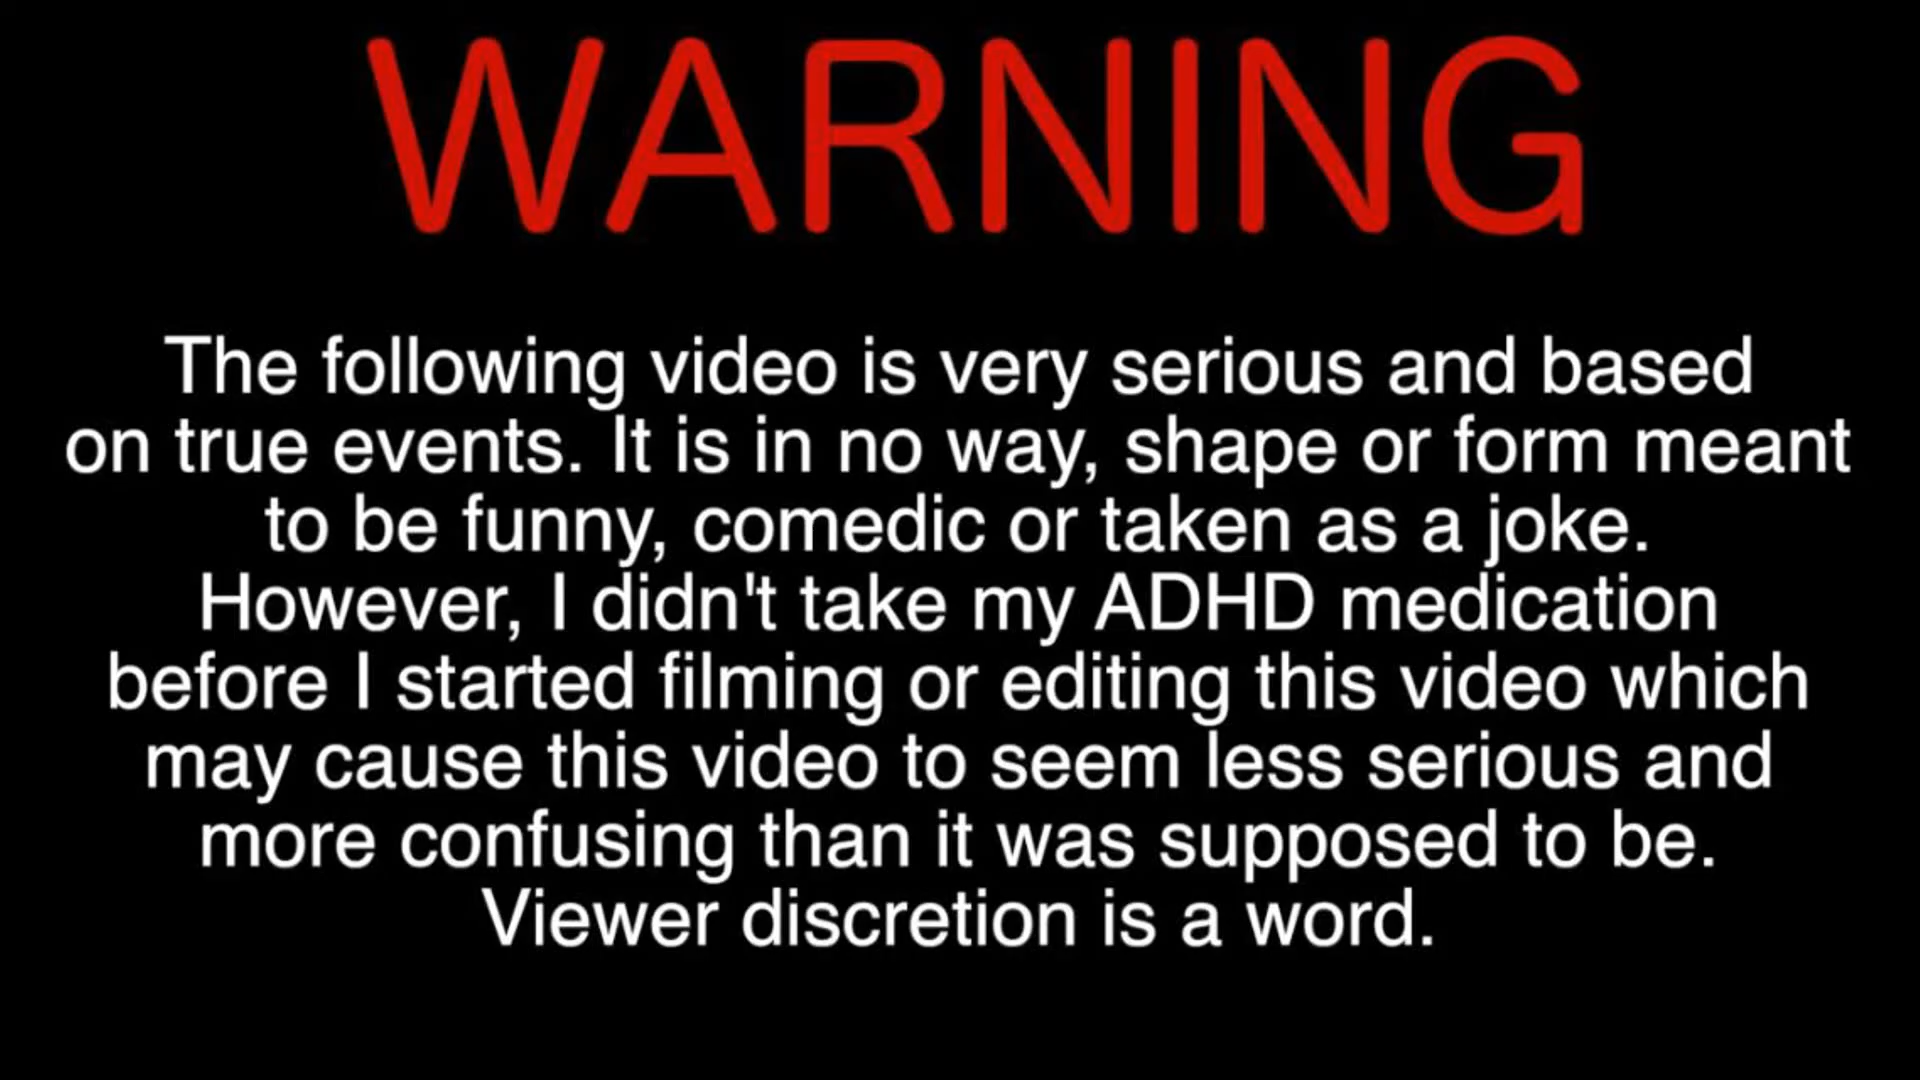 WARNING
The following video is very serious and based
on true events. It is in no way, shape or form meant
to be funny, comedic or taken as a joke.
However, I didn't take my ADHD medication
before I started filming or editing this video which
may cause this video to seem less serious and
more confusing than it was supposed to be.
Viewer discretion is a word.